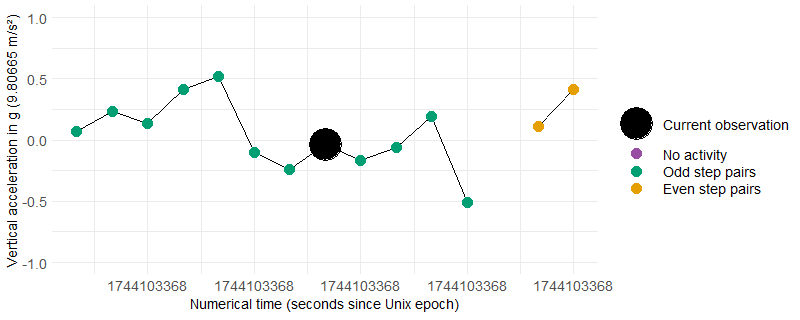 Vertical acceleration in g (9.80665 m/s²)
1.0
0.5
0.0
-0.5
-1.0
1744103368 1744103368 1744103368 1744103368 1744103368
Numerical time (seconds since Unix epoch)
Current observation
No activity
Odd step pairs
Even step pairs